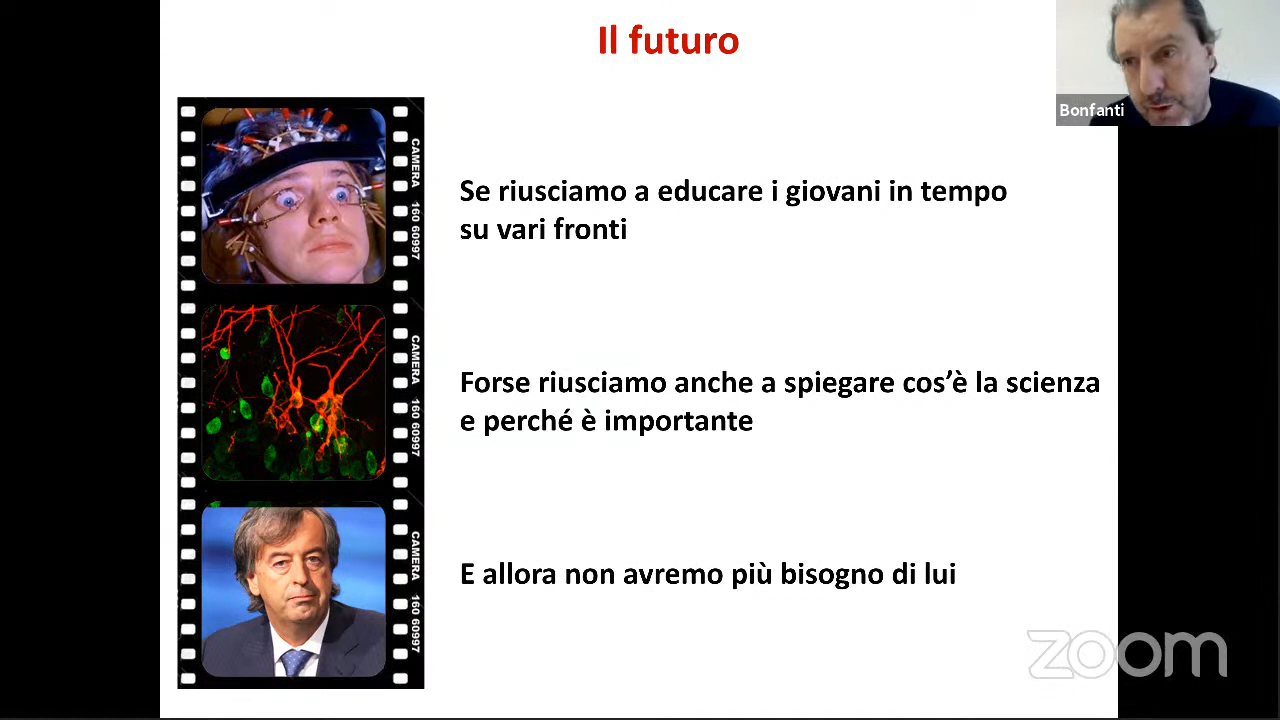 Il futuro
Bonfanti
CAMERA 160 60997
Se riusciamo a educare i giovani in tempo
su vari fronti
CAMERA 160 60997
Forse riusciamo anche a spiegare cos’è la scienza
e perché è importante
CAMERA 160 60997
E allora non avremo più bisogno di lui
zoom